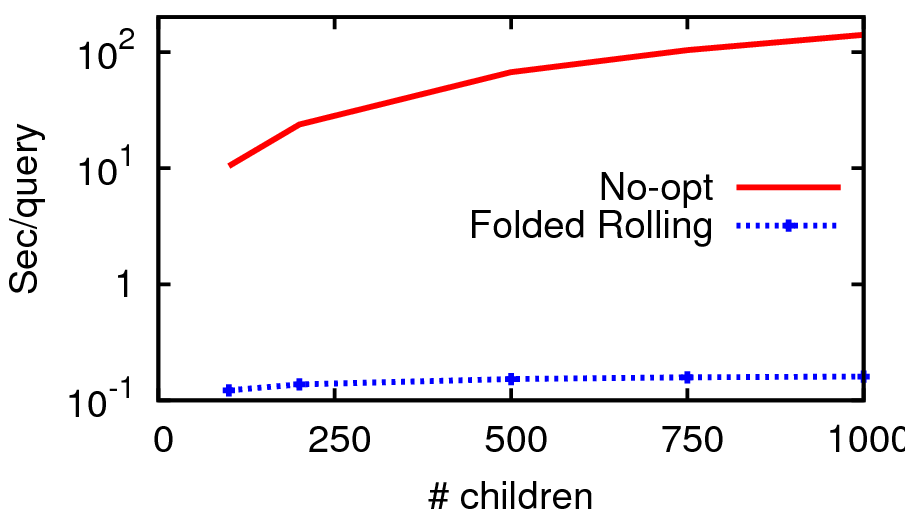 Sec/query
10^2
10^1
1
10^-1
No-opt
Folded Rolling
0 250 500 750 1000
# children